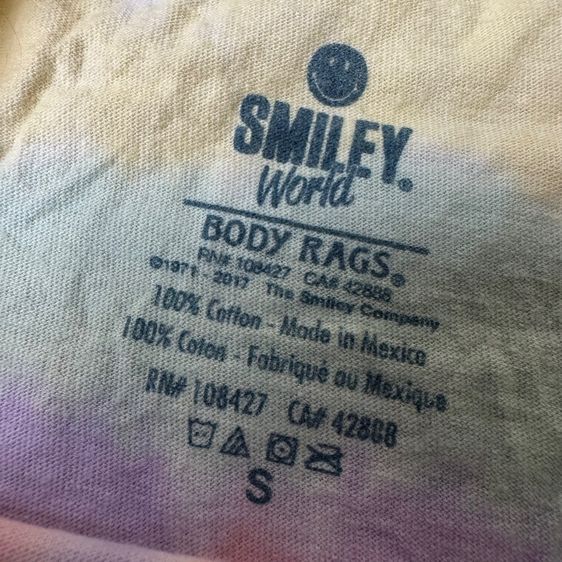 SMILEY®
World
BODY RAGS®
RN# 108427 CA# 42888
©1971 - 2017 The Smiley Company
100% Cotton - Made in Mexico
100% Coton - Fabriqué au Mexique
RN# 108427 CA# 42888
S